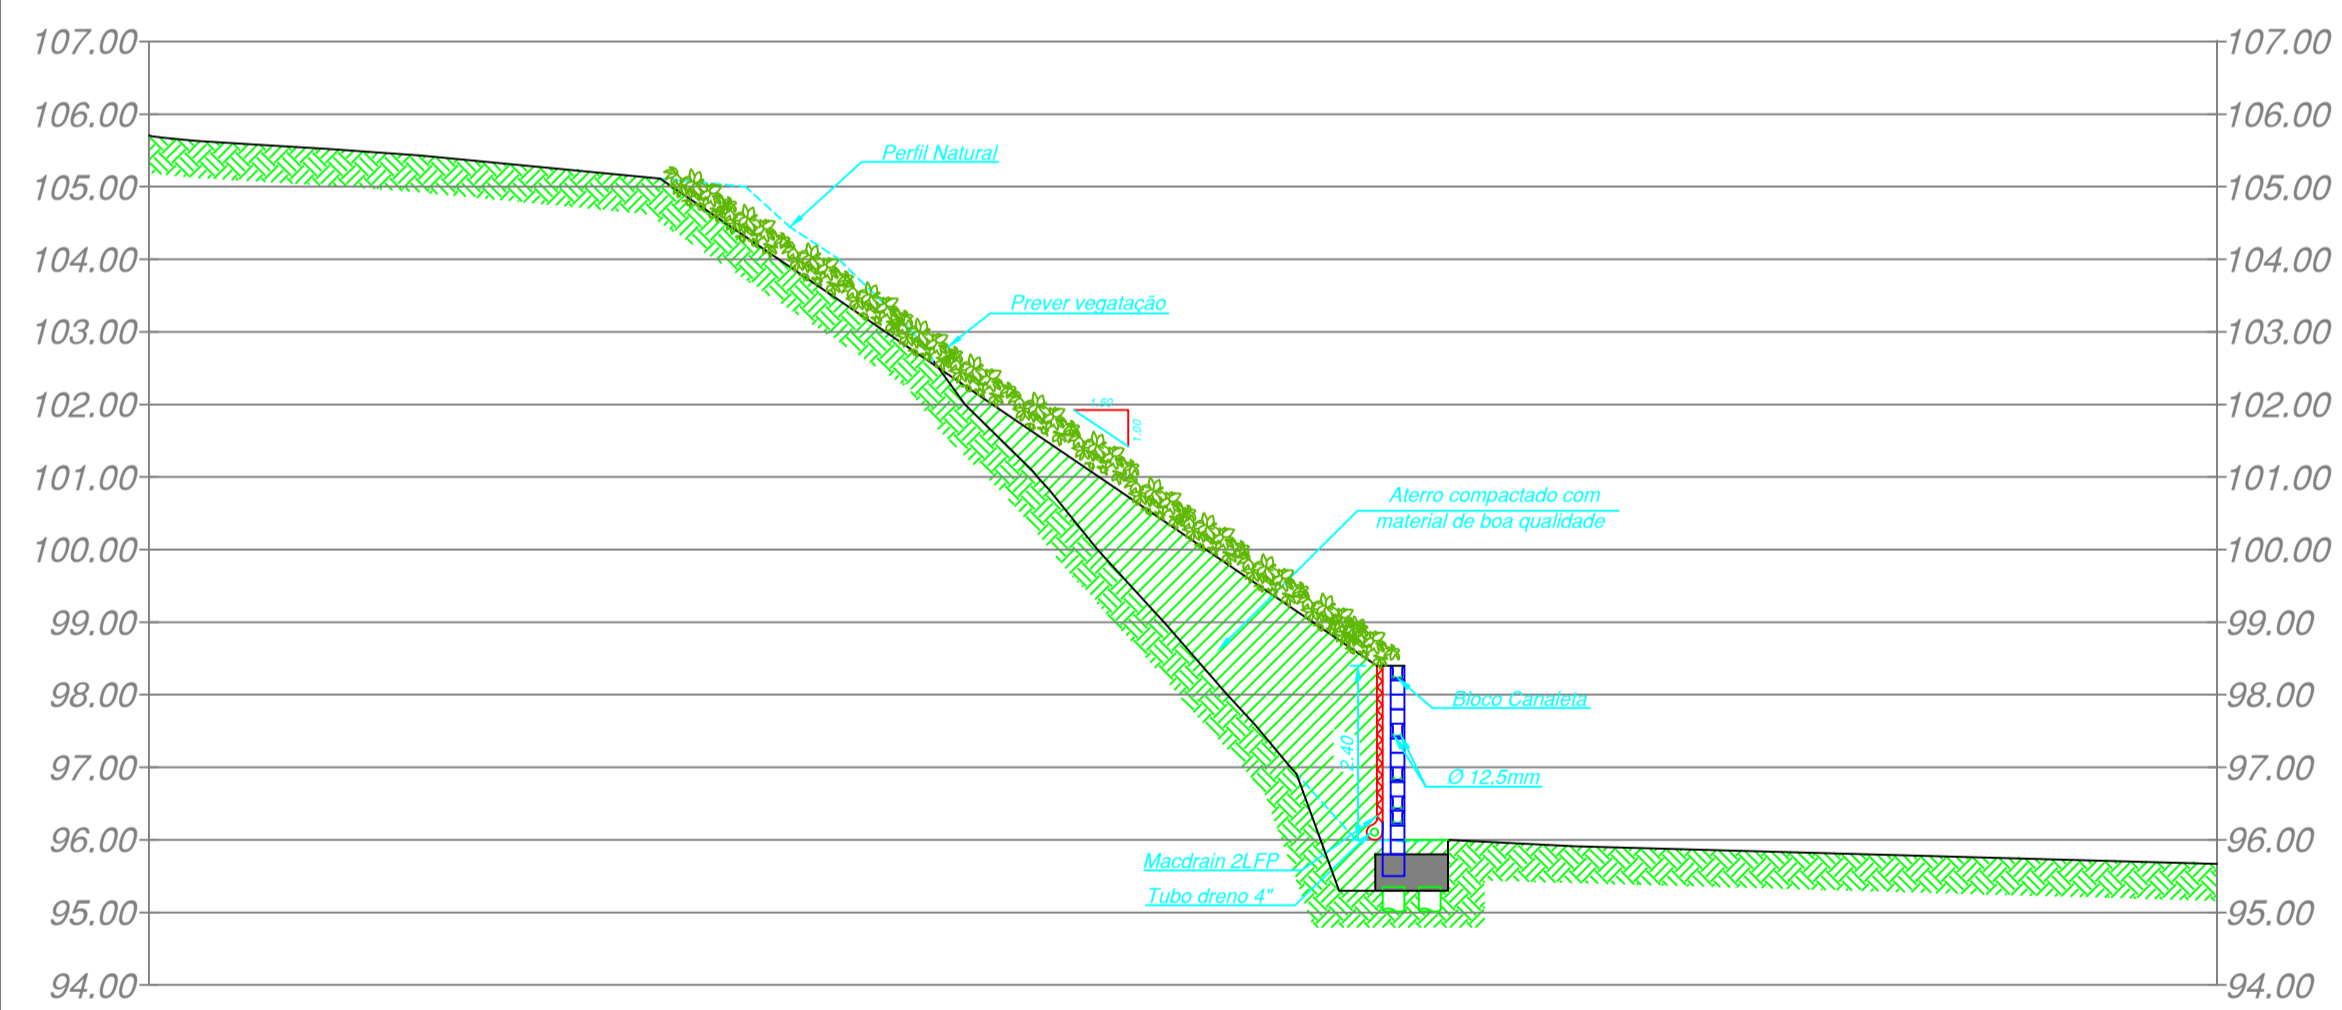 107.00 107.00
106.00 106.00
Perfil Natural
105.00 105.00
104.00 104.00
Prever vegatação
103.00 103.00
102.00 1.50 102.00
1.00
101.00 101.00
Aterro compactado com
material de boa qualidade
100.00 100.00
99.00 99.00
98.00 Bloco Canaleta 98.00
2.40
97.00 Ø 12,5mm 97.00
96.00 96.00
Macdrain 2LFP
Tubo dreno 4"
95.00 95.00
94.00 94.00